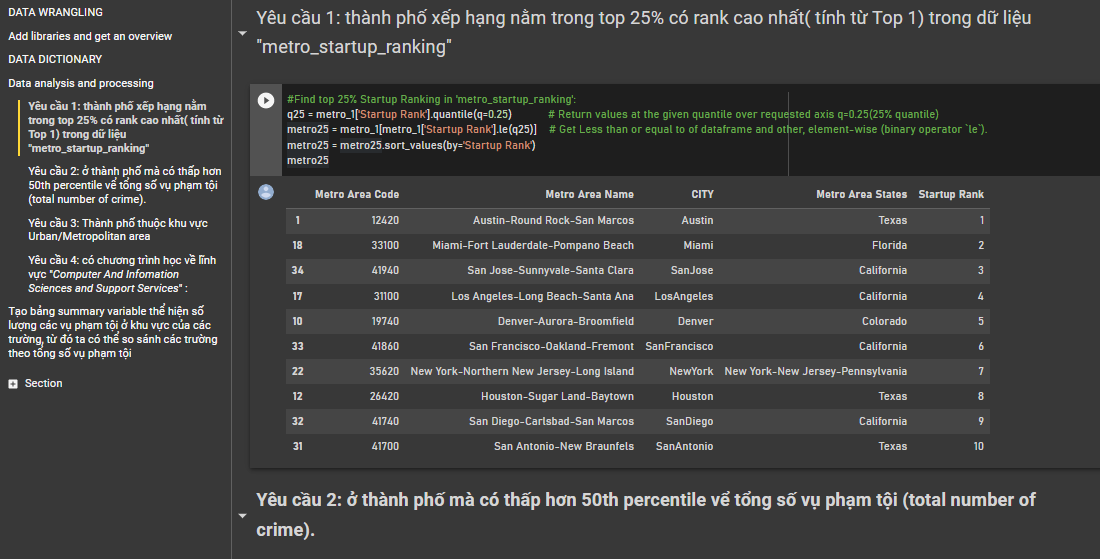 DATA WRANGLING
Add libraries and get an overview
DATA DICTIONARY
Data analysis and processing
Yêu cầu 1: thành phố xếp hạng nằm
trong top 25% có rank cao nhất( tính từ
Top 1) trong dữ liệu
"metro_startup_ranking"
Yêu cầu 2: ở thành phố mà có thấp hơn
50th percentile về tổng số vụ phạm tội
(total number of crime).
Yêu cầu 3: Thành phố thuộc khu vực
Urban/Metropolitan area
Yêu cầu 4: có chương trình học về lĩnh
vực "Computer And Infomation
Sciences and Support Services" :
Tạo bảng summary variable thể hiện số
lượng các vụ phạm tội ở khu vực của các
trường, từ đó ta có thể so sánh các trường
theo tổng số vụ phạm tội
Section
Yêu cầu 1: thành phố xếp hạng nằm trong top 25% có rank cao nhất( tính từ Top 1) trong dữ liệu
"metro_startup_ranking"
#Find top 25% Startup Ranking in 'metro_startup_ranking':
q25 = metro_1['Startup Rank'].quantile(q=0.25) # Return values at the given quantile over requested axis q=0.25(25% quantile)
metro25 = metro_1[metro_1['Startup Rank'].le(q25)] # Get Less than or equal to of dataframe and other, element-wise (binary operator `le`).
metro25 = metro25.sort_values(by='Startup Rank')
metro25
Metro Area Code Metro Area Name CITY Metro Area States Startup Rank
1 12420 Austin-Round Rock-San Marcos Austin Texas 1
18 33100 Miami-Fort Lauderdale-Pompano Beach Miami Florida 2
34 41940 San Jose-Sunnyvale-Santa Clara SanJose California 3
17 31100 Los Angeles-Long Beach-Santa Ana LosAngeles California 4
10 19740 Denver-Aurora-Broomfield Denver Colorado 5
33 41860 San Francisco-Oakland-Fremont SanFrancisco California 6
22 35620 New York-Northern New Jersey-Long Island NewYork New York-New Jersey-Pennsylvania 7
12 26420 Houston-Sugar Land-Baytown Houston Texas 8
32 41740 San Diego-Carlsbad-San Marcos SanDiego California 9
31 41700 San Antonio-New Braunfels SanAntonio Texas 10
Yêu cầu 2: ở thành phố mà có thấp hơn 50th percentile về tổng số vụ phạm tội (total number of
crime).